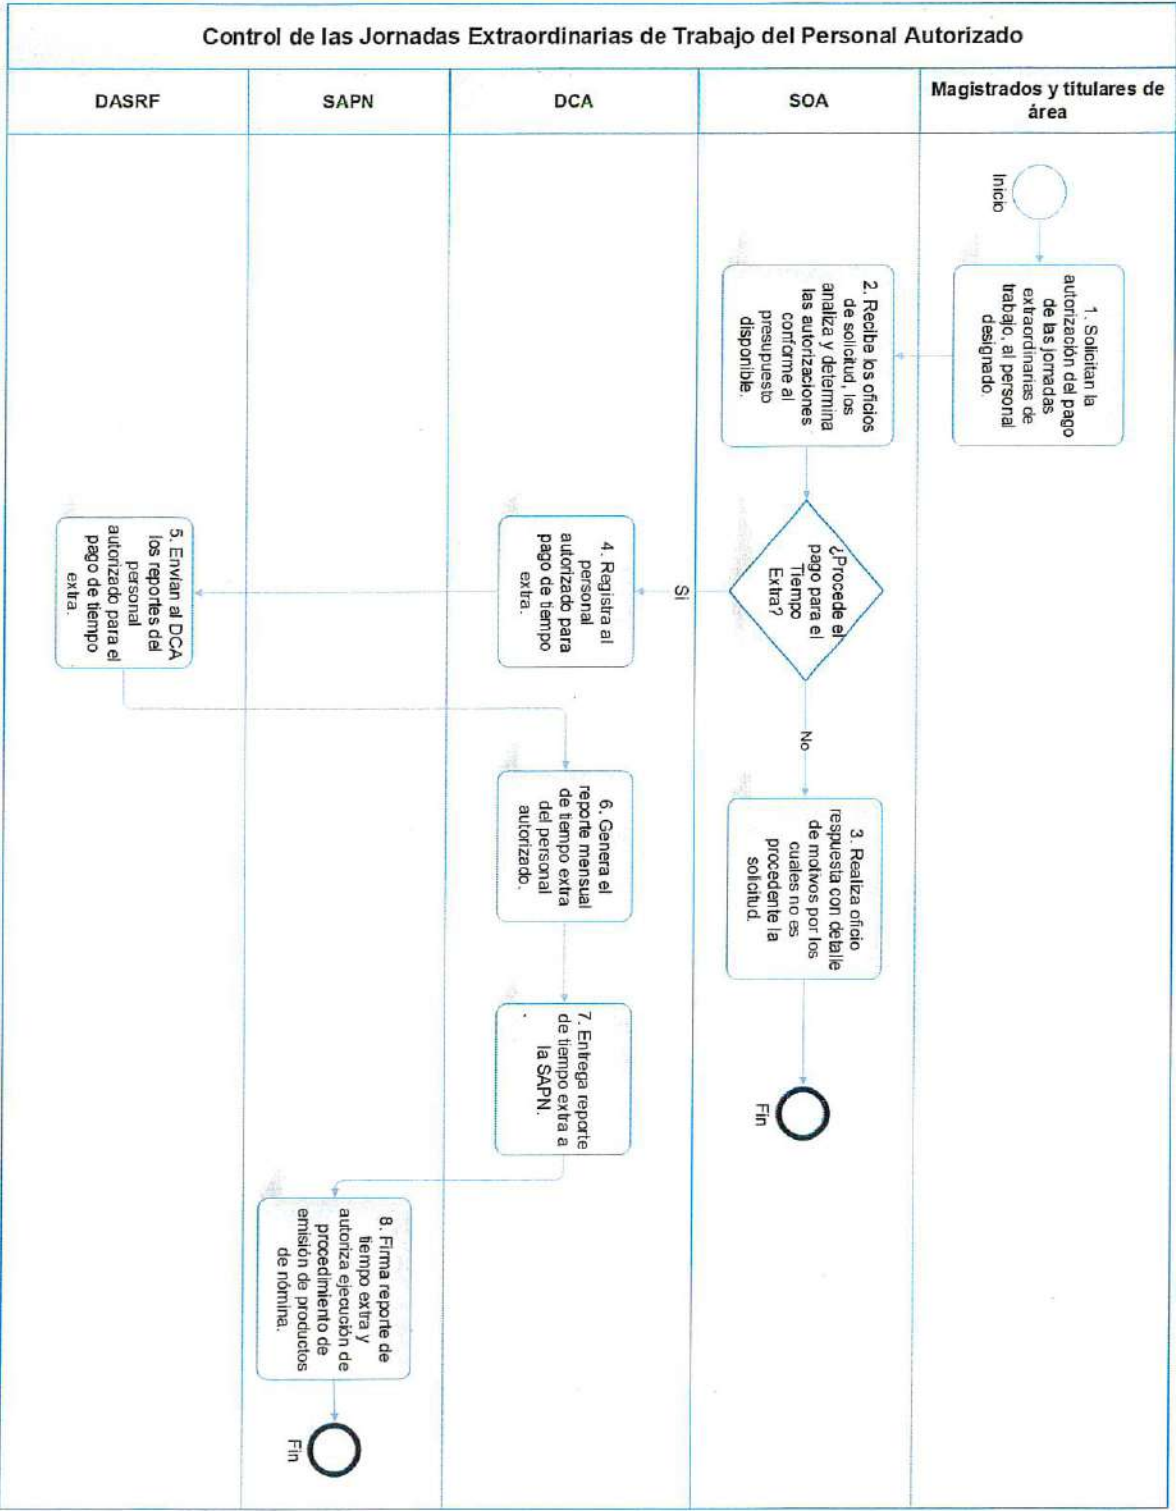 Control de las Jornadas Extraordinarias de Trabajo del Personal Autorizado
DASRF
SAPN
DCA
SOA
Magistrados y titulares de
área
Inicio
1. Solicitan la
autorización del pago
de las jornadas
extraordinarias de
trabajo, al personal
designado.
2. Recibe los oficios
de solicitud, los
analiza y determina
las autorizaciones
conforme al
presupuesto
disponible.
¿Procede el
pago para el
Tiempo
Extra?
No
3. Realiza oficio
respuesta con detalle
de motivos por los
cuales no es
procedente la
solicitud.
Fin
Si
4. Registra al
personal
autorizado para
pago de tiempo
extra.
5. Envían al DCA
los reportes del
personal
autorizado para el
pago de tiempo
extra.
6. Genera el
reporte mensual
de tiempo extra
del personal
autorizado.
7. Entrega reporte
de tiempo extra a
la SAPN.
8. Firma reporte de
tiempo extra y
autoriza ejecución de
procedimiento de
emisión de productos
de nómina.
Fin